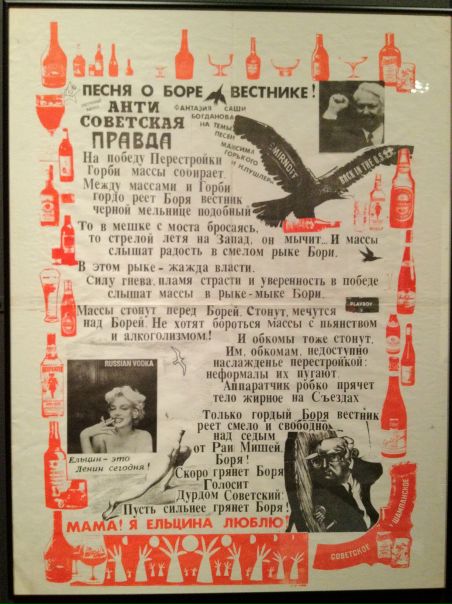 ПЕСНЯ О БОРЕ ВЕСТНИКЕ!
АНТИ
СОВЕТСКАЯ
ПРАВДА
ФАНТАЗИЯ САШИ
БОГДАНОВА
НА ТЕМЫ
ПЕСЕН
МАКСИМА
ГОРЬКОГО
SMIRNOFF
BACK IN THE U.S.S.R.
На победу Перестройки
Горби массы собирает.
Между массами и Горби
гордо реет Боря вестник
черной мельнице подобный
То в мешке с моста бросаясь,
то стрелой летя на Запад, он мычит... И массы
слышат радость в смелом рыке Бори.
В этом рыке - жажда власти.
Силу гнева, пламя страсти и уверенность в победе
слышат массы в рыке-мыке Бори.
PLAYBOY
Массы стонут перед Борей. Стонут, мечутся
над Борей. Не хотят бороться массы с пьянством
и алкоголизмом!
И обкомы тоже стонут.
Им, обкомам, недоступно
наслажденье перестройкой:
неформалы их пугают.
Аппаратчик робко прячет
тело жирное на Съездах
RUSSIAN VODKA
Ельцин - это
Ленин сегодня!
Только гордый Боря вестник
реет смело и свободно
над седым
от Раи Мишей.
Боря!
Скоро грянет Боря
Голосит
Дурдом Советский:
Пусть сильнее грянет Боря!
МАМА! Я ЕЛЬЦИНА ЛЮБЛЮ!
СОВЕТСКОЕ
ШАМПАНСКОЕ